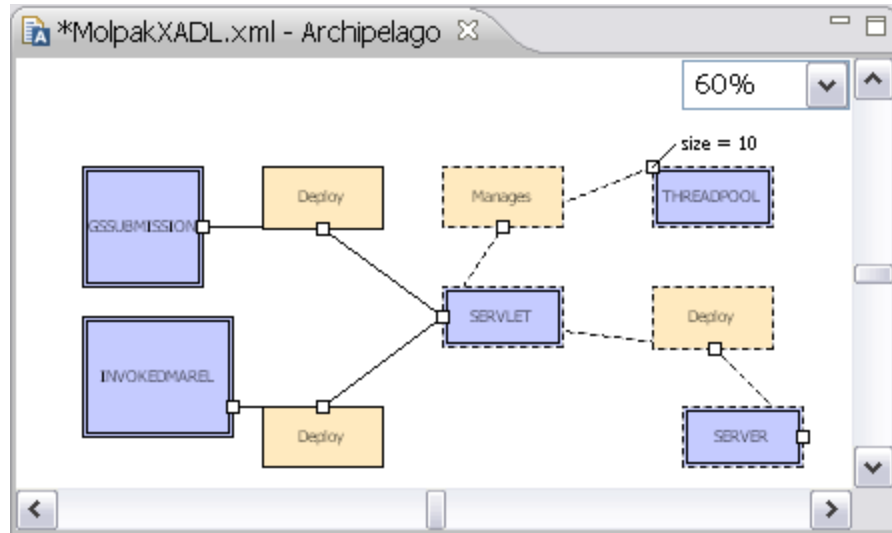 *MolpakXADL.xml - Archipelago
60%
size = 10
GSSUBMISSION
Deploy
Manages
THREADPOOL
SERVLET
Deploy
INVOKEDMAREL
Deploy
SERVER